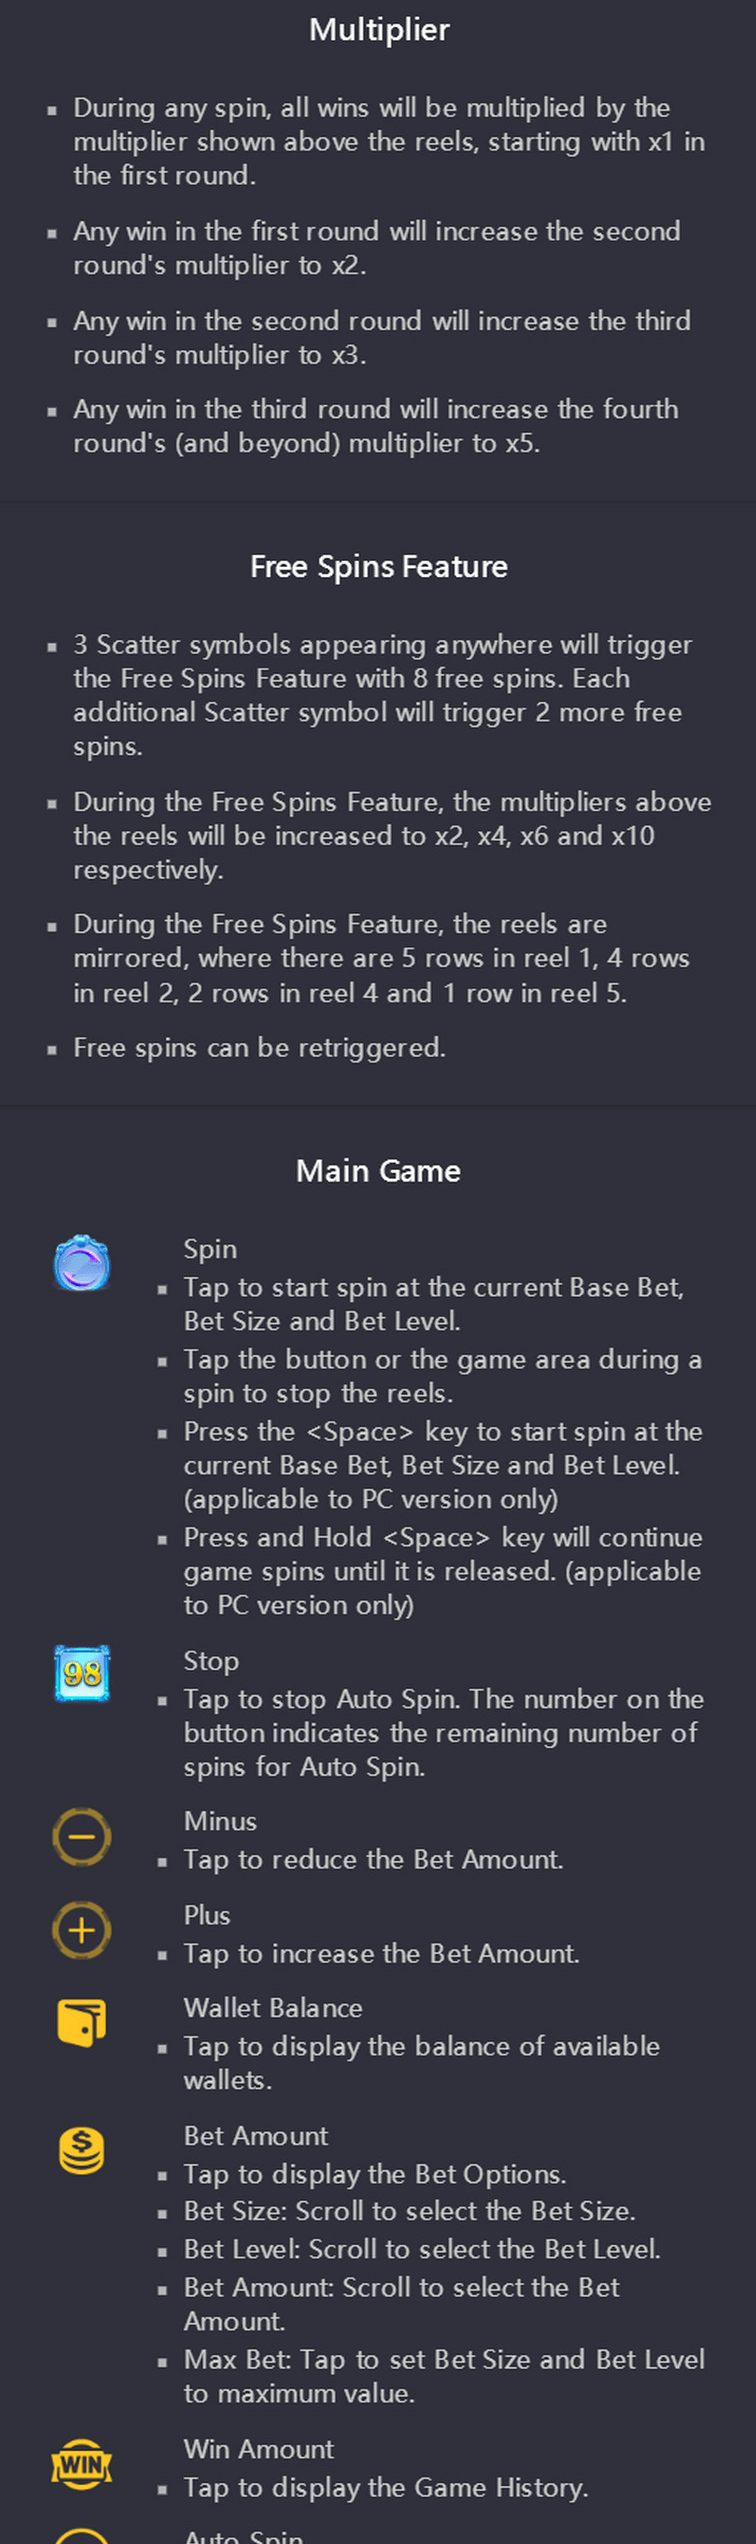 Multiplier
During any spin, all wins will be multiplied by the
multiplier shown above the reels, starting with x1 in
the first round.
Any win in the first round will increase the second
round's multiplier to x2.
Any win in the second round will increase the third
round's multiplier to x3.
Any win in the third round will increase the fourth
round's (and beyond) multiplier to x5.
Free Spins Feature
3 Scatter symbols appearing anywhere will trigger
the Free Spins Feature with 8 free spins. Each
additional Scatter symbol will trigger 2 more free
spins.
During the Free Spins Feature, the multipliers above
the reels will be increased to x2, x4, x6 and x10
respectively.
During the Free Spins Feature, the reels are
mirrored, where there are 5 rows in reel 1, 4 rows
in reel 2, 2 rows in reel 4 and 1 row in reel 5.
Free spins can be retriggered.
Main Game
Spin
Tap to start spin at the current Base Bet,
Bet Size and Bet Level.
Tap the button or the game area during a
spin to stop the reels.
Press the <Space> key to start spin at the
current Base Bet, Bet Size and Bet Level.
(applicable to PC version only)
Press and Hold <Space> key will continue
game spins until it is released. (applicable
to PC version only)
98
Stop
Tap to stop Auto Spin. The number on the
button indicates the remaining number of
spins for Auto Spin.
Minus
Tap to reduce the Bet Amount.
Plus
Tap to increase the Bet Amount.
Wallet Balance
Tap to display the balance of available
wallets.
$
Bet Amount
Tap to display the Bet Options.
Bet Size: Scroll to select the Bet Size.
Bet Level: Scroll to select the Bet Level.
Bet Amount: Scroll to select the Bet
Amount.
Max Bet: Tap to set Bet Size and Bet Level
to maximum value.
WIN
Win Amount
Tap to display the Game History.
Auto Spin